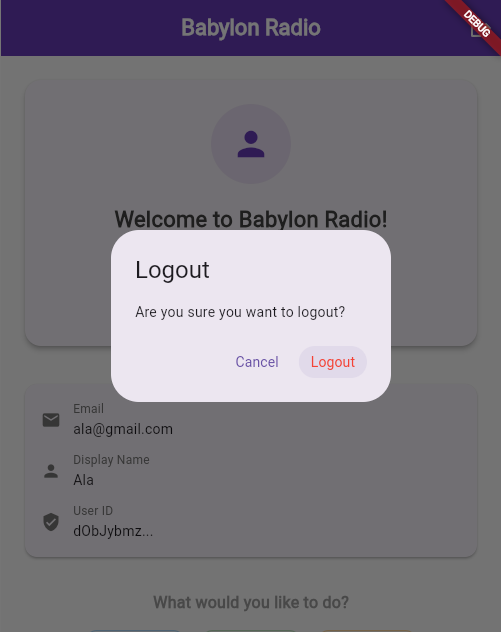 Babylon Radio
DEBUG
Welcome to Babylon Radio!
Logout
Are you sure you want to logout?
Cancel
Logout
Email
ala@gmail.com
Display Name
Ala
User ID
dObJybmz...
What would you like to do?